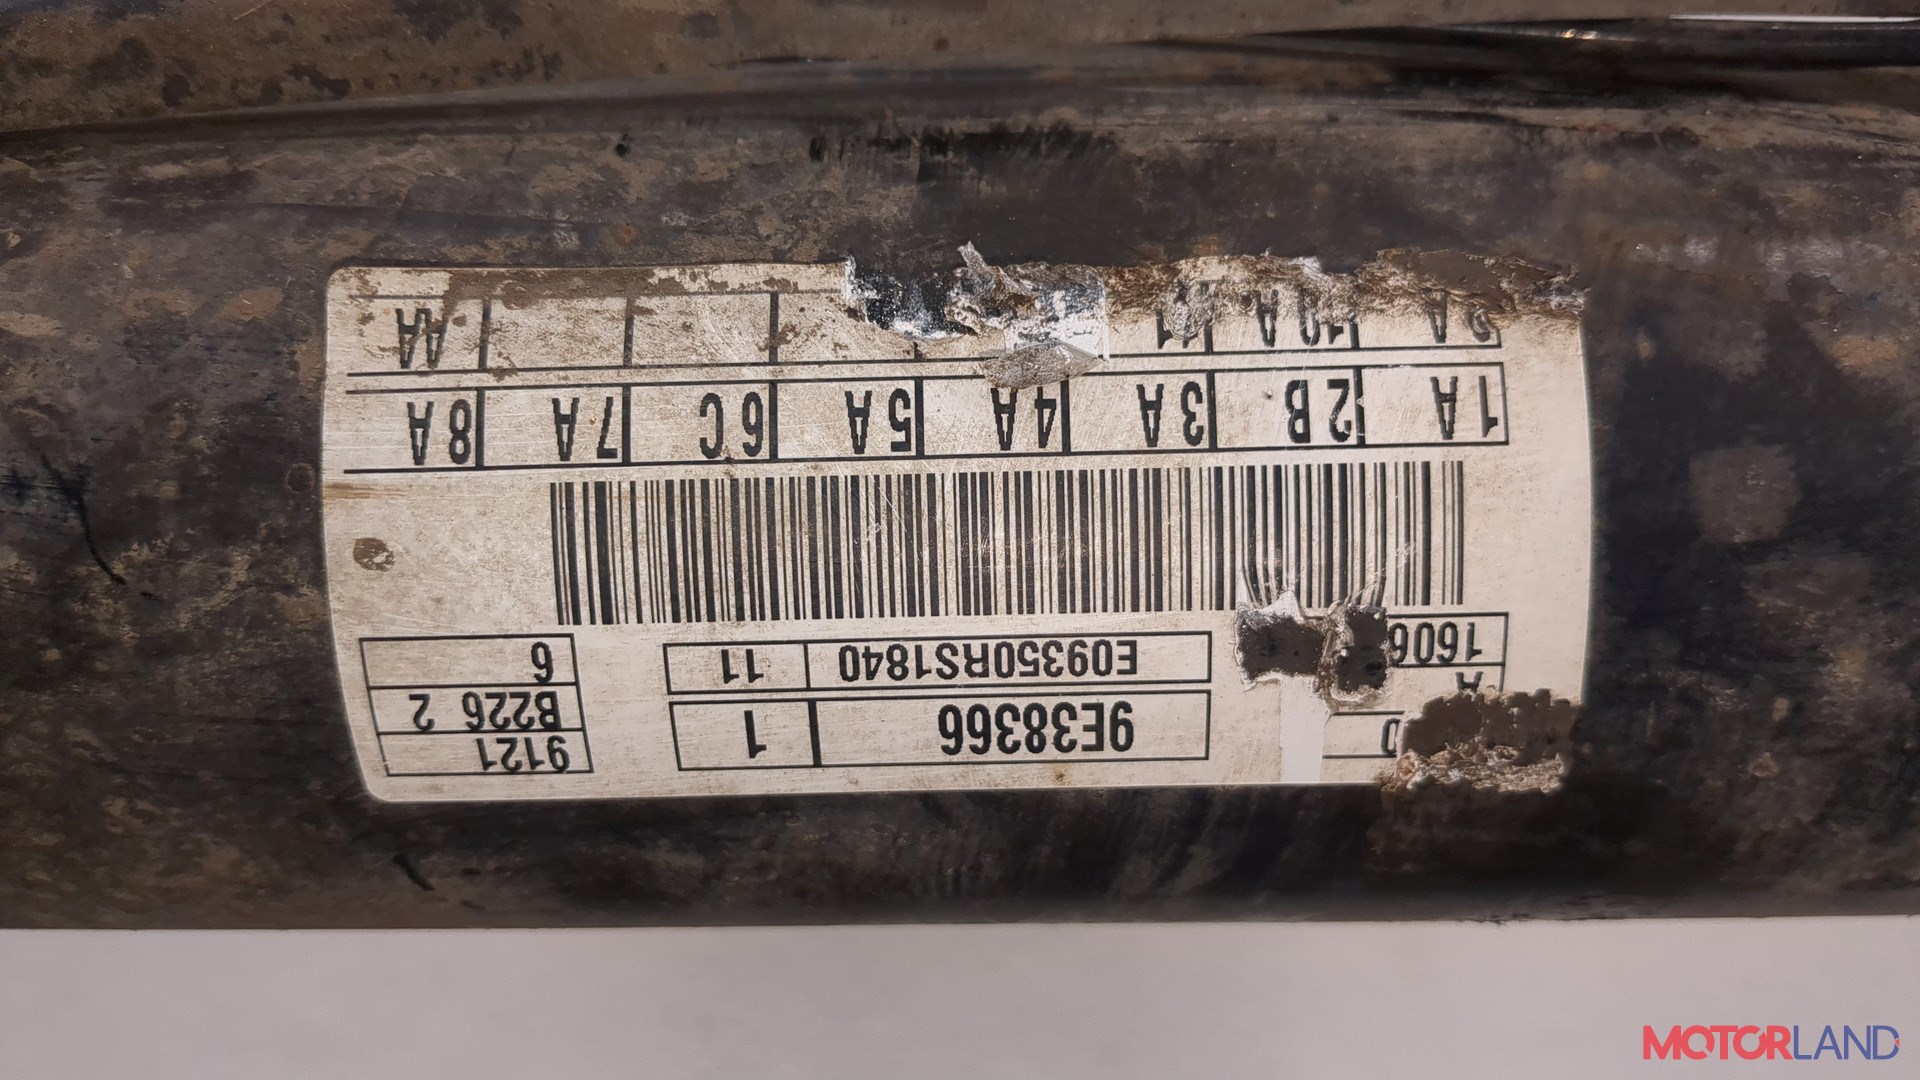 9E38366 1 9121
A B226 2
1606 E09350RS1840 11 6
1A 2B 3A 4A 5A 6C 7A 8A
9A 10A AA
MOTORLAND